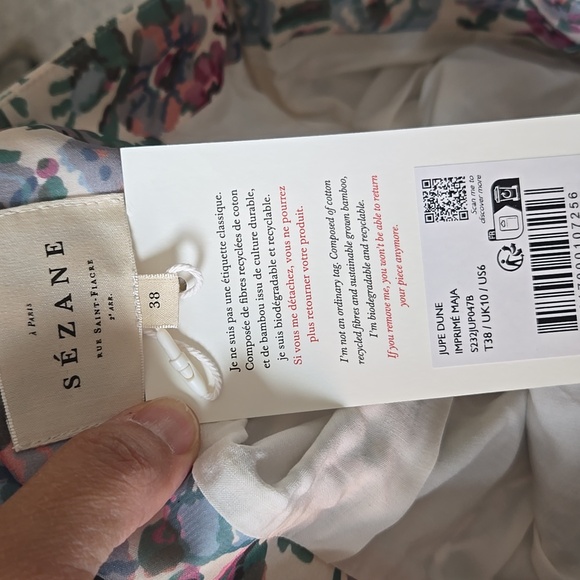 À PARIS
SÉZANE
RUE SAINT-FIACRE
2E ARR.
38
Je ne suis pas une étiquette classique.
Composée de fibres recyclées de coton
et de bambou issu de culture durable,
je suis biodégradable et recyclable.
Si vous me détachez, vous ne pourrez
plus retourner votre produit.
I'm not an ordinary tag. Composed of cotton
recycled fibres and sustainable grown bamboo,
I'm biodegradable and recyclable.
If you remove me, you won't be able to return
your piece anymore.
Scan me to
discover more
JUPE DUNE
IMPRIMÉ MAJA
S232JUP047B
T38 / UK10 / US6